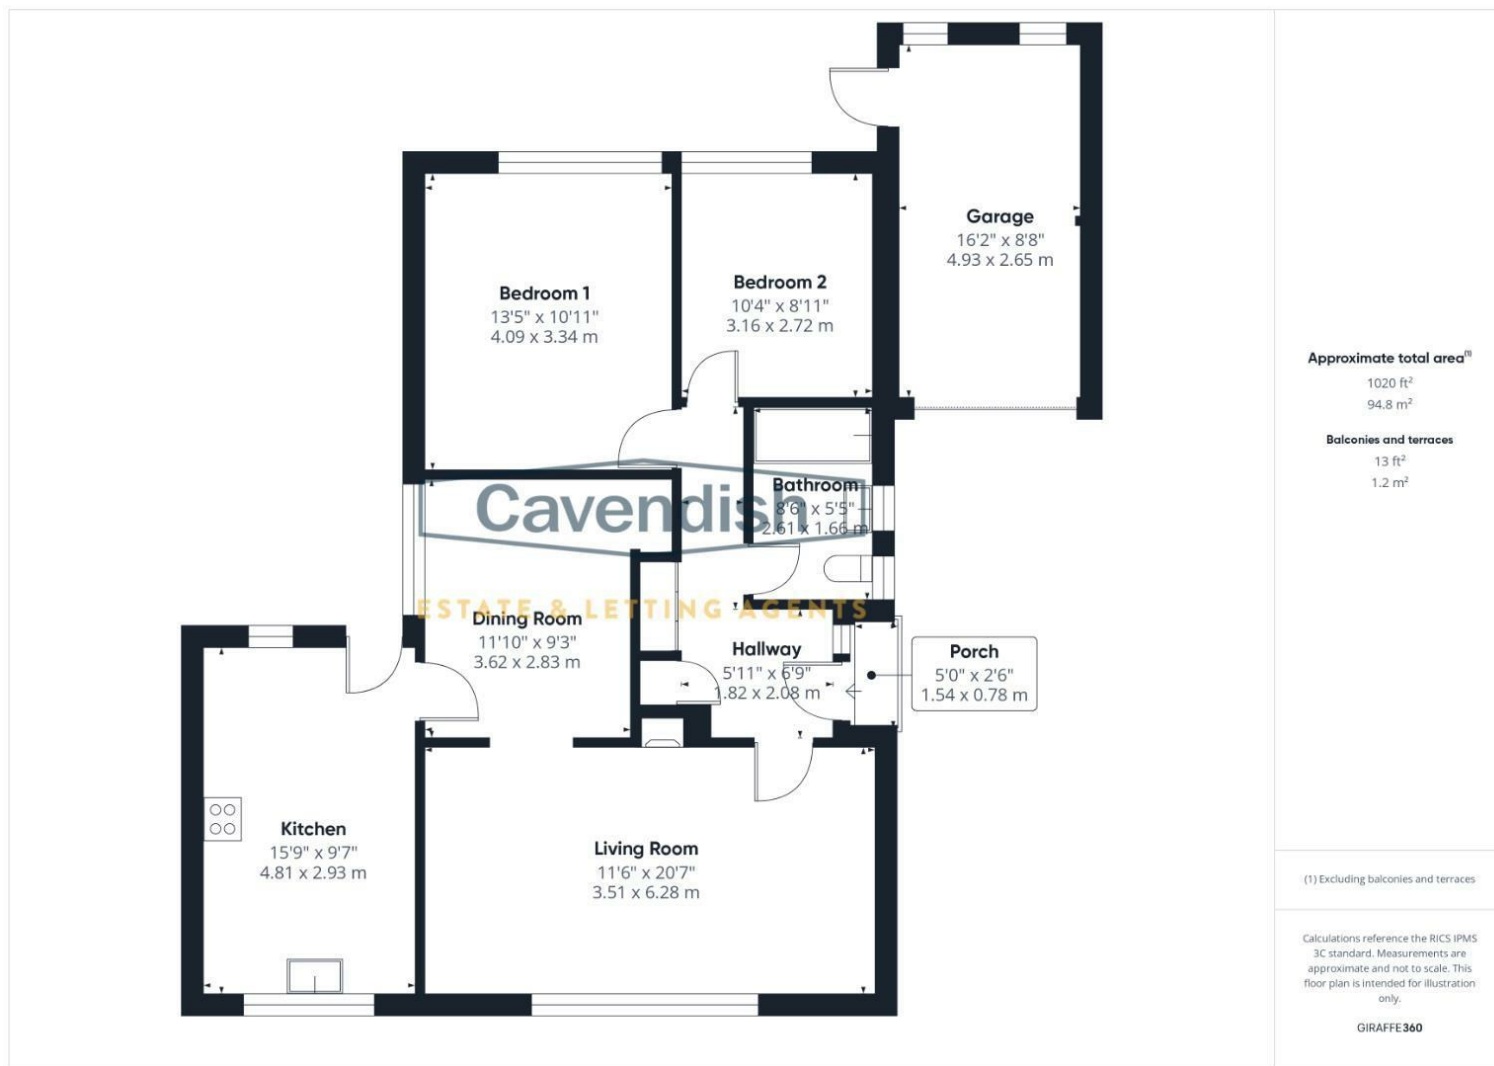 Garage
16'2" x 8'8"
4.93 x 2.65 m
Bedroom 1
13'5" x 10'11"
4.09 x 3.34 m
Bedroom 2
10'4" x 8'11"
3.16 x 2.72 m
Bathroom
8'6" x 5'5"
2.61 x 1.66 m
Cavendish
ESTATE & LETTING AGENTS
Dining Room
11'10" x 9'3"
3.62 x 2.83 m
Hallway
5'11" x 6'9"
1.82 x 2.08 m
Porch
5'0" x 2'6"
1.54 x 0.78 m
Kitchen
15'9" x 9'7"
4.81 x 2.93 m
Living Room
11'6" x 20'7"
3.51 x 6.28 m
Approximate total area(1)
1020 ft²
94.8 m²
Balconies and terraces
13 ft²
1.2 m²
(1) Excluding balconies and terraces
Calculations reference the RICS IPMS
3C standard. Measurements are
approximate and not to scale. This
floor plan is intended for illustration
only.
GIRAFFE360